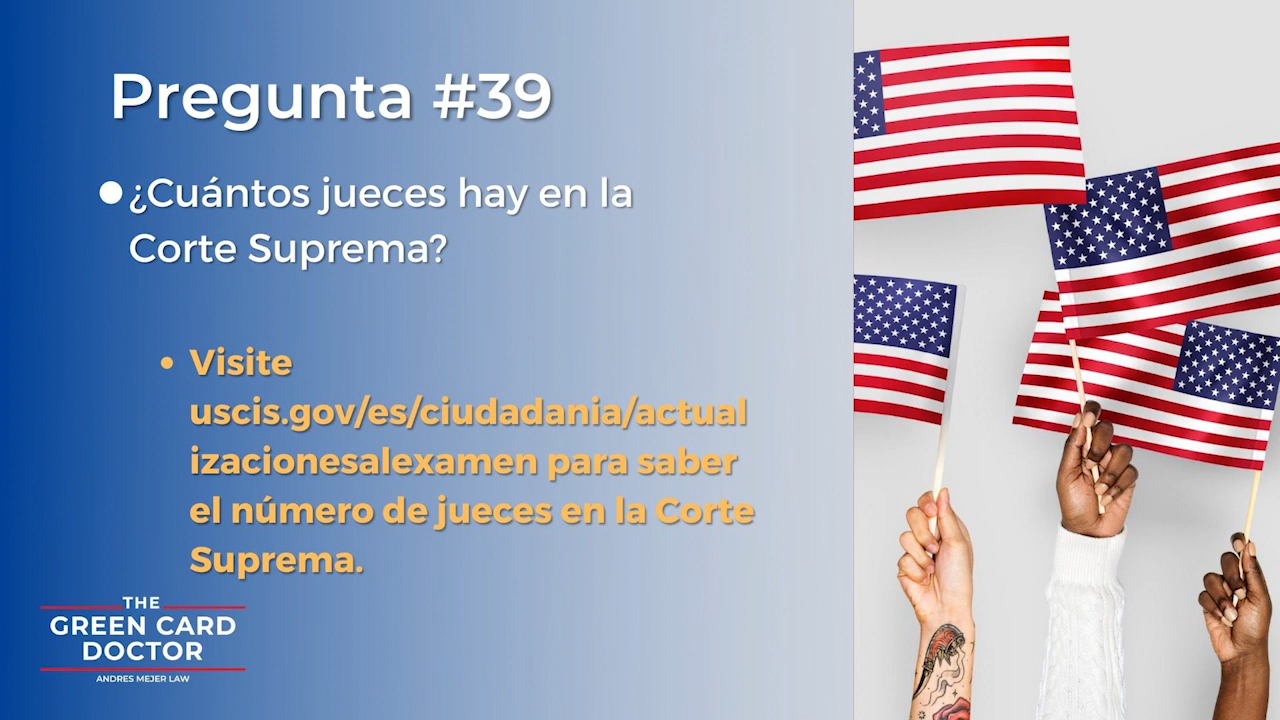 Pregunta #39
¿Cuántos jueces hay en la
Corte Suprema?
Visite
uscis.gov/es/ciudadania/actual
izacionesalexamen para saber
el número de jueces en la Corte
Suprema.
THE
GREEN CARD
DOCTOR
ANDRES MEJER LAW